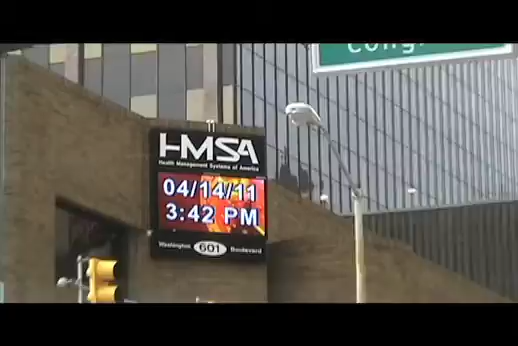 HMSA
Health Management Systems of America
04/14/11
3:42 PM
Washington 601 Boulevard